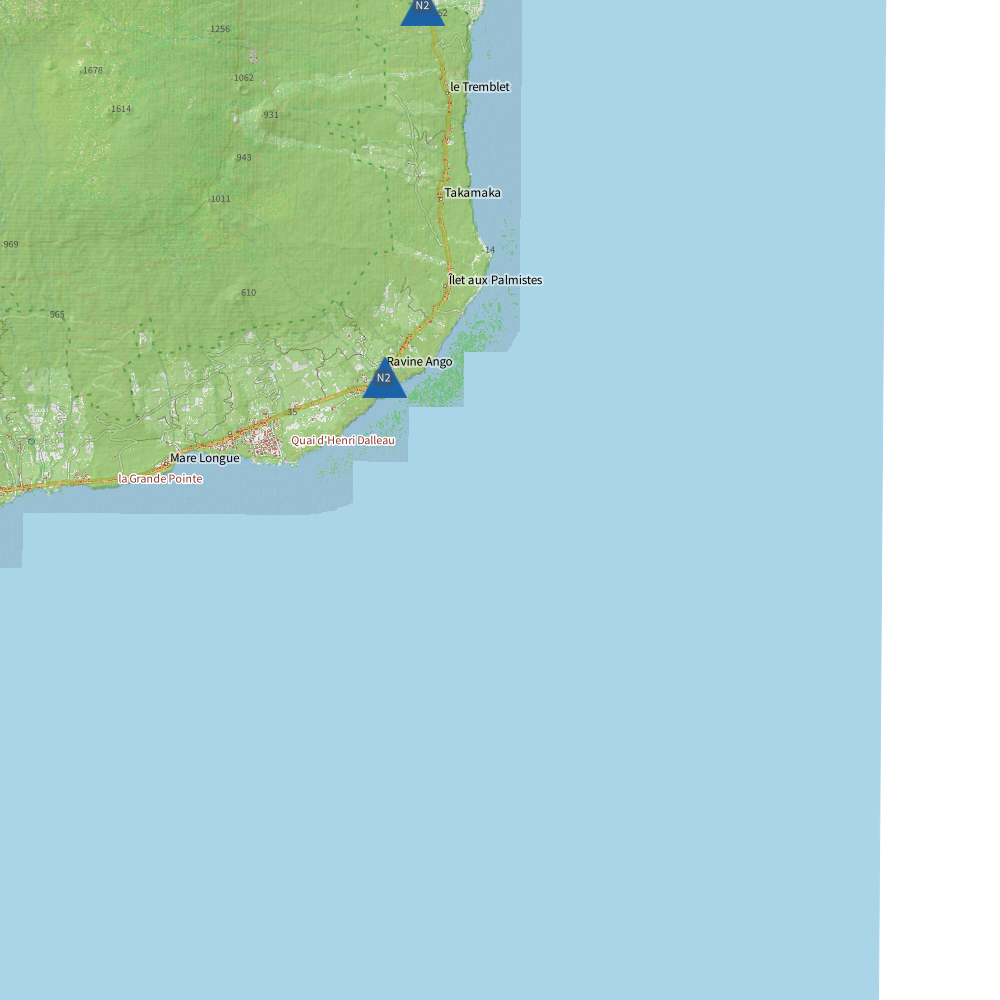 N2
52
1256
1678
1062
le Tremblet
1614
931
943
Takamaka
1011
969
14
Îlet aux Palmistes
610
565
Ravine Ango
N2
35
Quai d'Henri Dalleau
Mare Longue
la Grande Pointe